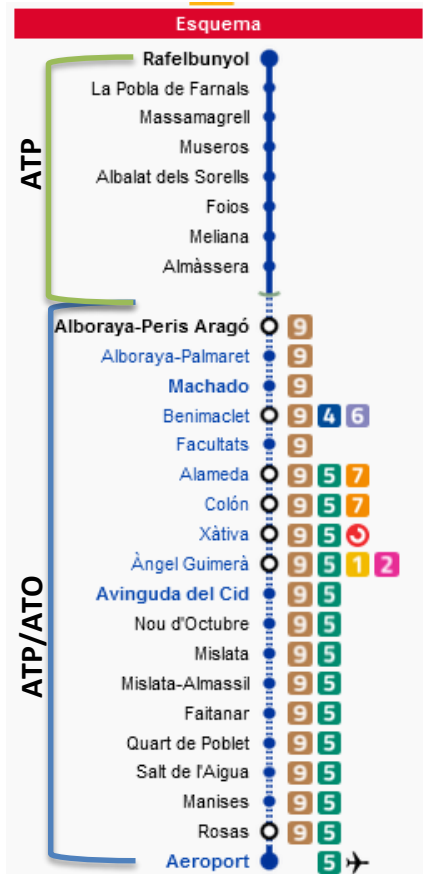 Esquema
Rafelbunyol
La Pobla de Farnals
Massamagrell
Museros
Albalat dels Sorells
Foios
Meliana
Almàssera
ATP
Alboraya-Peris Aragó 9
Alboraya-Palmaret 9
Machado 9
Benimaclet 9 4 6
Facultats 9
Alameda 9 5 7
Colón 9 5 7
Xàtiva 9 5
Àngel Guimerà 9 5 1 2
Avinguda del Cid 9 5
Nou d'Octubre 9 5
Mislata 9 5
Mislata-Almassil 9 5
Faitanar 9 5
Quart de Poblet 9 5
Salt de l'Aigua 9 5
Manises 9 5
Rosas 9 5
Aeroport 5
ATP/ATO